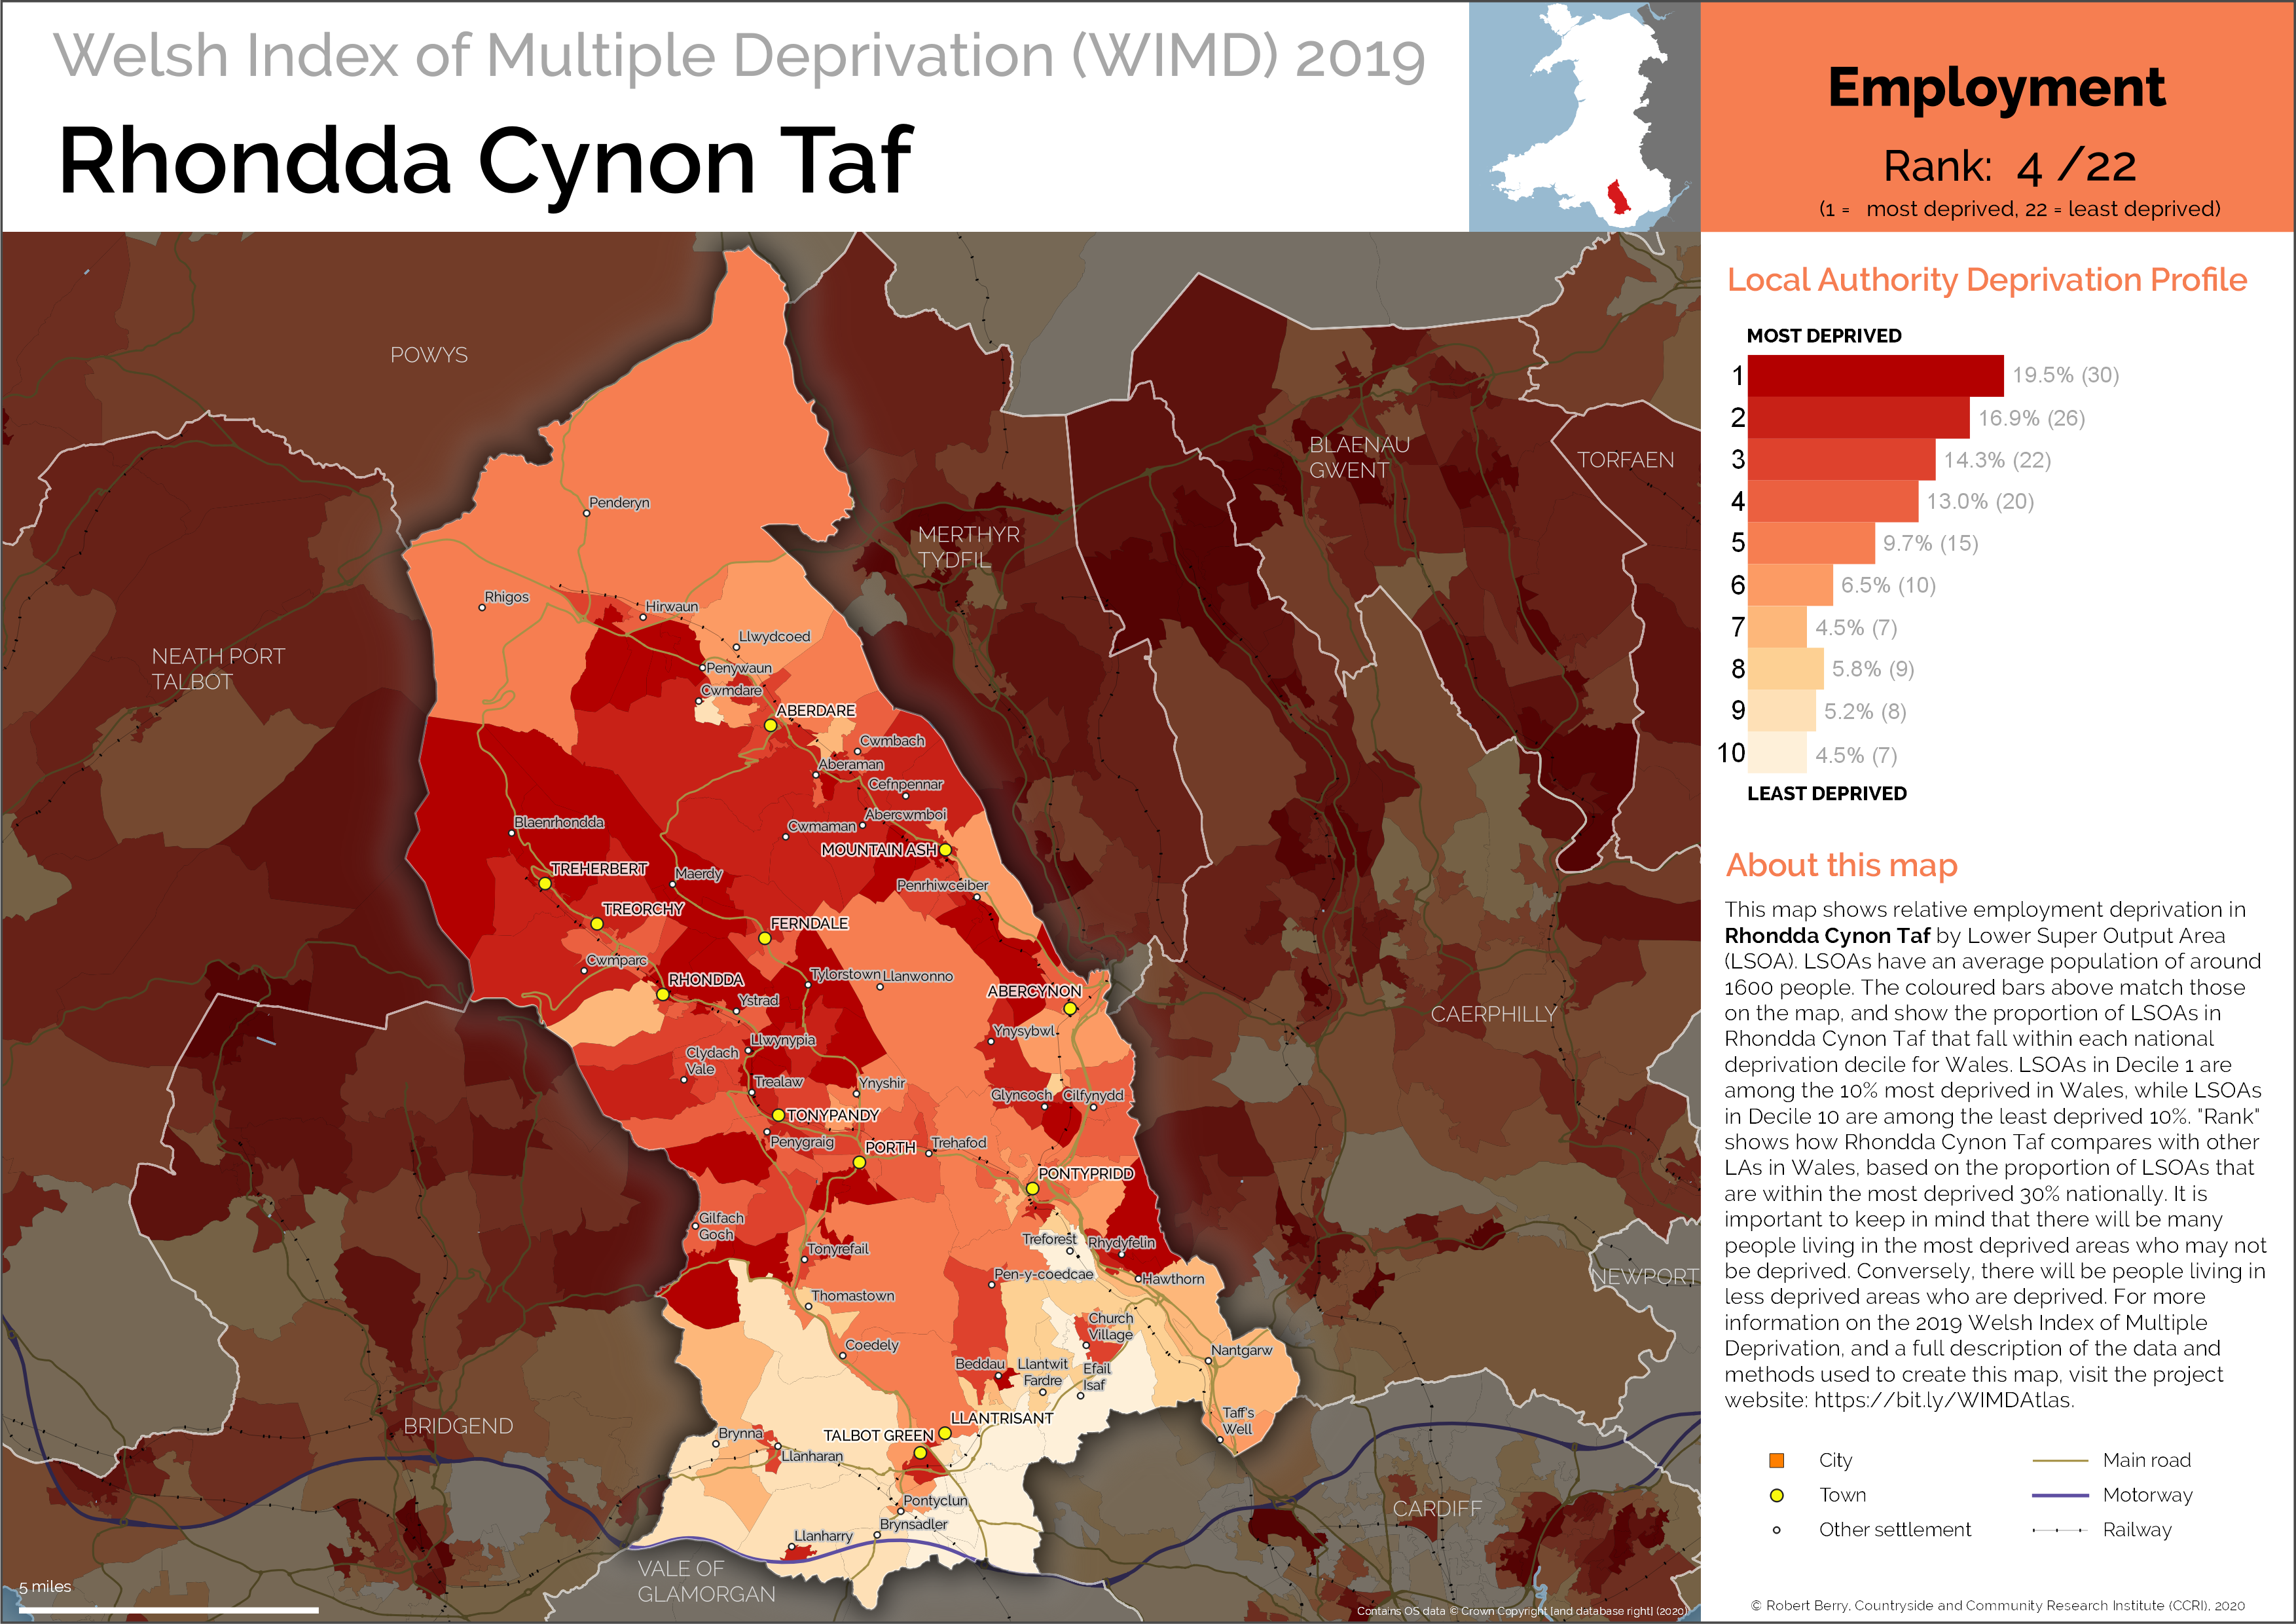 Welsh Index of Multiple Deprivation (WIMD) 2019
Rhondda Cynon Taf
Employment
Rank: 4 /22
(1 = most deprived, 22 = least deprived)
Local Authority Deprivation Profile
MOST DEPRIVED
1 19.5% (30)
2 16.9% (26)
3 14.3% (22)
4 13.0% (20)
5 9.7% (15)
6 6.5% (10)
7 4.5% (7)
8 5.8% (9)
9 5.2% (8)
10 4.5% (7)
LEAST DEPRIVED
About this map
This map shows relative employment deprivation in
Rhondda Cynon Taf by Lower Super Output Area
(LSOA). LSOAs have an average population of around
1600 people. The coloured bars above match those
on the map, and show the proportion of LSOAs in
Rhondda Cynon Taf that fall within each national
deprivation decile for Wales. LSOAs in Decile 1 are
among the 10% most deprived in Wales, while LSOAs
in Decile 10 are among the least deprived 10%. "Rank"
shows how Rhondda Cynon Taf compares with other
LAs in Wales, based on the proportion of LSOAs that
are within the most deprived 30% nationally. It is
important to keep in mind that there will be many
people living in the most deprived areas who may not
be deprived. Conversely, there will be people living in
less deprived areas who are deprived. For more
information on the 2019 Welsh Index of Multiple
Deprivation, and a full description of the data and
methods used to create this map, visit the project
website: https://bit.ly/WIMDAtlas.
City
Town
Other settlement
Main road
Motorway
Railway
© Robert Berry, Countryside and Community Research Institute (CCRI), 2020
POWYS
NEATH PORT
TALBOT
MERTHYR
TYDFIL
BLAENAU
GWENT
TORFAEN
CAERPHILLY
NEWPORT
BRIDGEND
CARDIFF
VALE OF
GLAMORGAN
Penderyn
Rhigos
Hirwaun
Llwydcoed
Penywaun
Cwmdare
ABERDARE
Cwmbach
Aberaman
Cefnpennar
Abercwmboi
Cwmaman
MOUNTAIN ASH
Blaenrhondda
TREHERBERT
Maerdy
Penrhiwceiber
TREORCHY
FERNDALE
Cwmparc
RHONDDA
Tylorstown
Llanwonno
ABERCYNON
Ystrad
Ynysybwl
Llwynypia
Clydach
Vale
Trealaw
Ynyshir
Glyncoch
Cilfynydd
TONYPANDY
Penygraig
PORTH
Trehafod
PONTYPRIDD
Gilfach
Goch
Tonyrefail
Treforest
Rhydyfelin
Pen-y-coedcae
Hawthorn
Thomastown
Church
Village
Coedely
Nantgarw
Beddau
Llantwit
Fardre
Efail
Isaf
LLANTRISANT
Taff's
Well
TALBOT GREEN
Brynna
Llanharan
Pontyclun
Brynsadler
Llanharry
5 miles
Contains OS data © Crown Copyright [and database right] (2020)